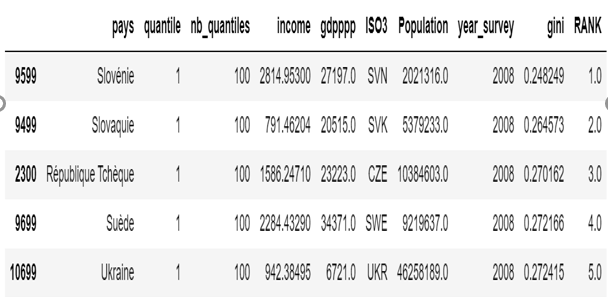 pays quantile nb_quantiles income gdpppp ISO3 Population year_survey gini RANK
9599 Slovénie 1 100 2814.95300 27197.0 SVN 2021316.0 2008 0.248249 1.0
9499 Slovaquie 1 100 791.46204 20515.0 SVK 5379233.0 2008 0.264573 2.0
2300 République Tchèque 1 100 1586.24710 23223.0 CZE 10384603.0 2008 0.270162 3.0
9699 Suède 1 100 2284.43290 34371.0 SWE 9219637.0 2008 0.272166 4.0
10699 Ukraine 1 100 942.38495 6721.0 UKR 46258189.0 2008 0.272415 5.0